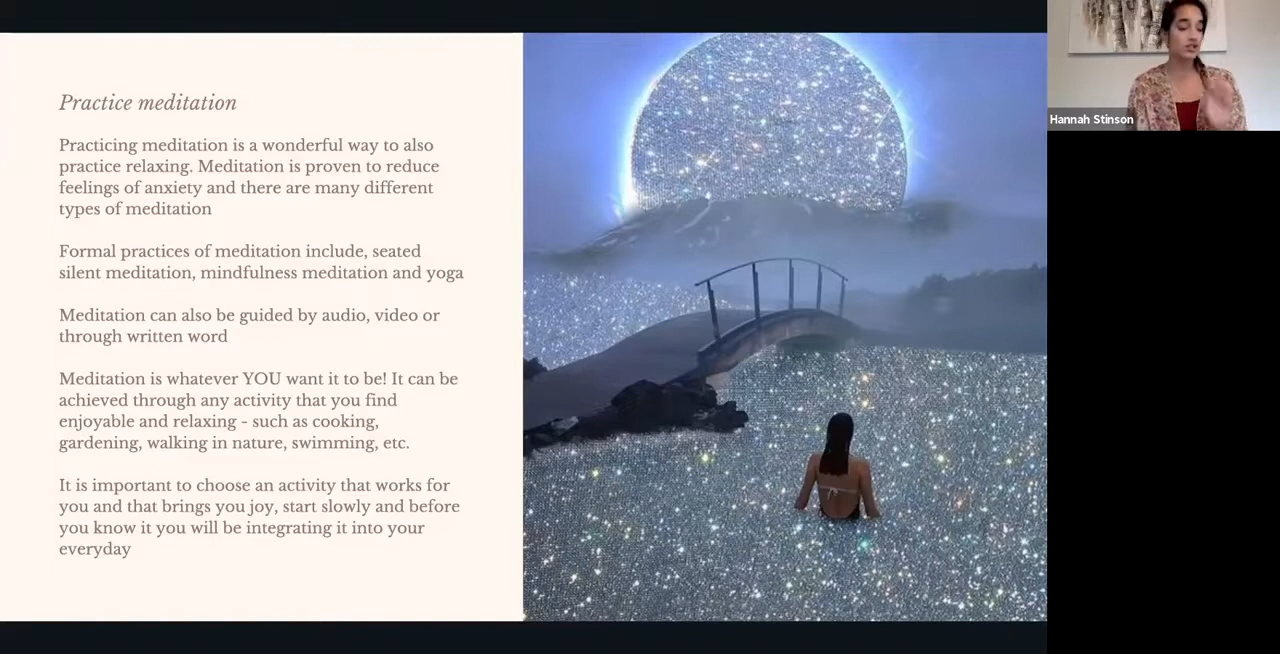 Practice meditation
Practicing meditation is a wonderful way to also
practice relaxing. Meditation is proven to reduce
feelings of anxiety and there are many different
types of meditation
Formal practices of meditation include, seated
silent meditation, mindfulness meditation and yoga
Meditation can also be guided by audio, video or
through written word
Meditation is whatever YOU want it to be! It can be
achieved through any activity that you find
enjoyable and relaxing - such as cooking,
gardening, walking in nature, swimming, etc.
It is important to choose an activity that works for
you and that brings you joy, start slowly and before
you know it you will be integrating it into your
everyday
Hannah Stinson